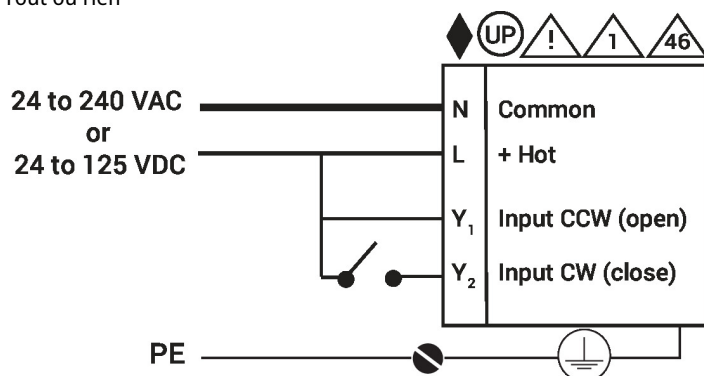 Tout ou rien
UP ! 1 46
24 to 240 VAC
or
24 to 125 VDC
N Common
L + Hot
Y₁ Input CCW (open)
Y₂ Input CW (close)
PE